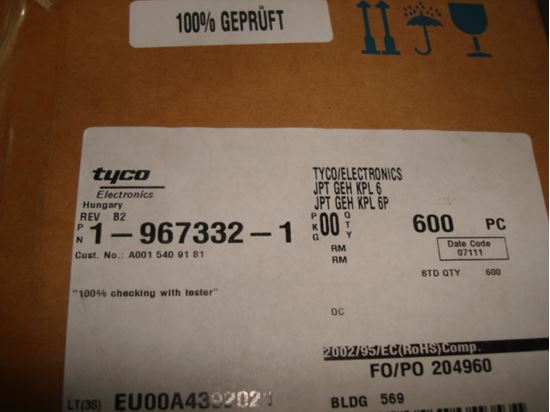 100% GEPRÜFT
tyco
Electronics
Hungary
REV B2
PN 1-967332-1
Cust. No.: A001 540 91 81
"100% checking with tester"
TYCO/ELECTRONICS
JPT GEH KPL 6
JPT GEH KPL 6P
PKG 00 QTY 600 PC
RM
RM
Date Code
07111
STD QTY 600
DC
2002/95/EC(RoHS)Comp.
FO/PO 204960
LT(3S)
BLDG 569